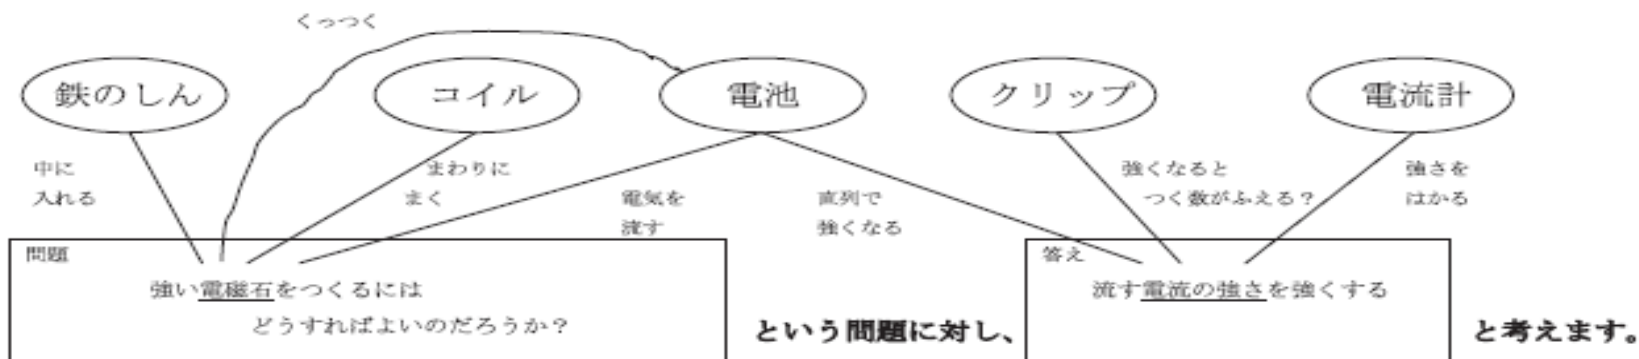 くっつく
鉄のしん
コイル
電池
クリップ
電流計
中に
入れる
まわりに
まく
電気を
流す
直列で
強くなる
強くなると
つく数がふえる？
強さを
はかる
問題
強い電磁石をつくるには
どうすればよいのだろうか？
という問題に対し、
答え
流す電流の強さを強くする
と考えます。